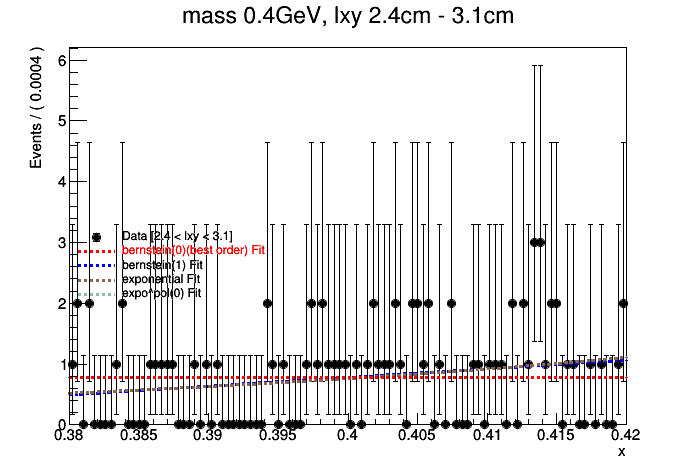 mass 0.4GeV, lxy 2.4cm - 3.1cm
Events / ( 0.0004 )
6
5
4
3
2
1
0
Data [2.4 < lxy < 3.1]
bernstein(0)(best order) Fit
bernstein(1) Fit
exponential Fit
expo*pol(0) Fit
0.38 0.385 0.39 0.395 0.4 0.405 0.41 0.415 0.42
x